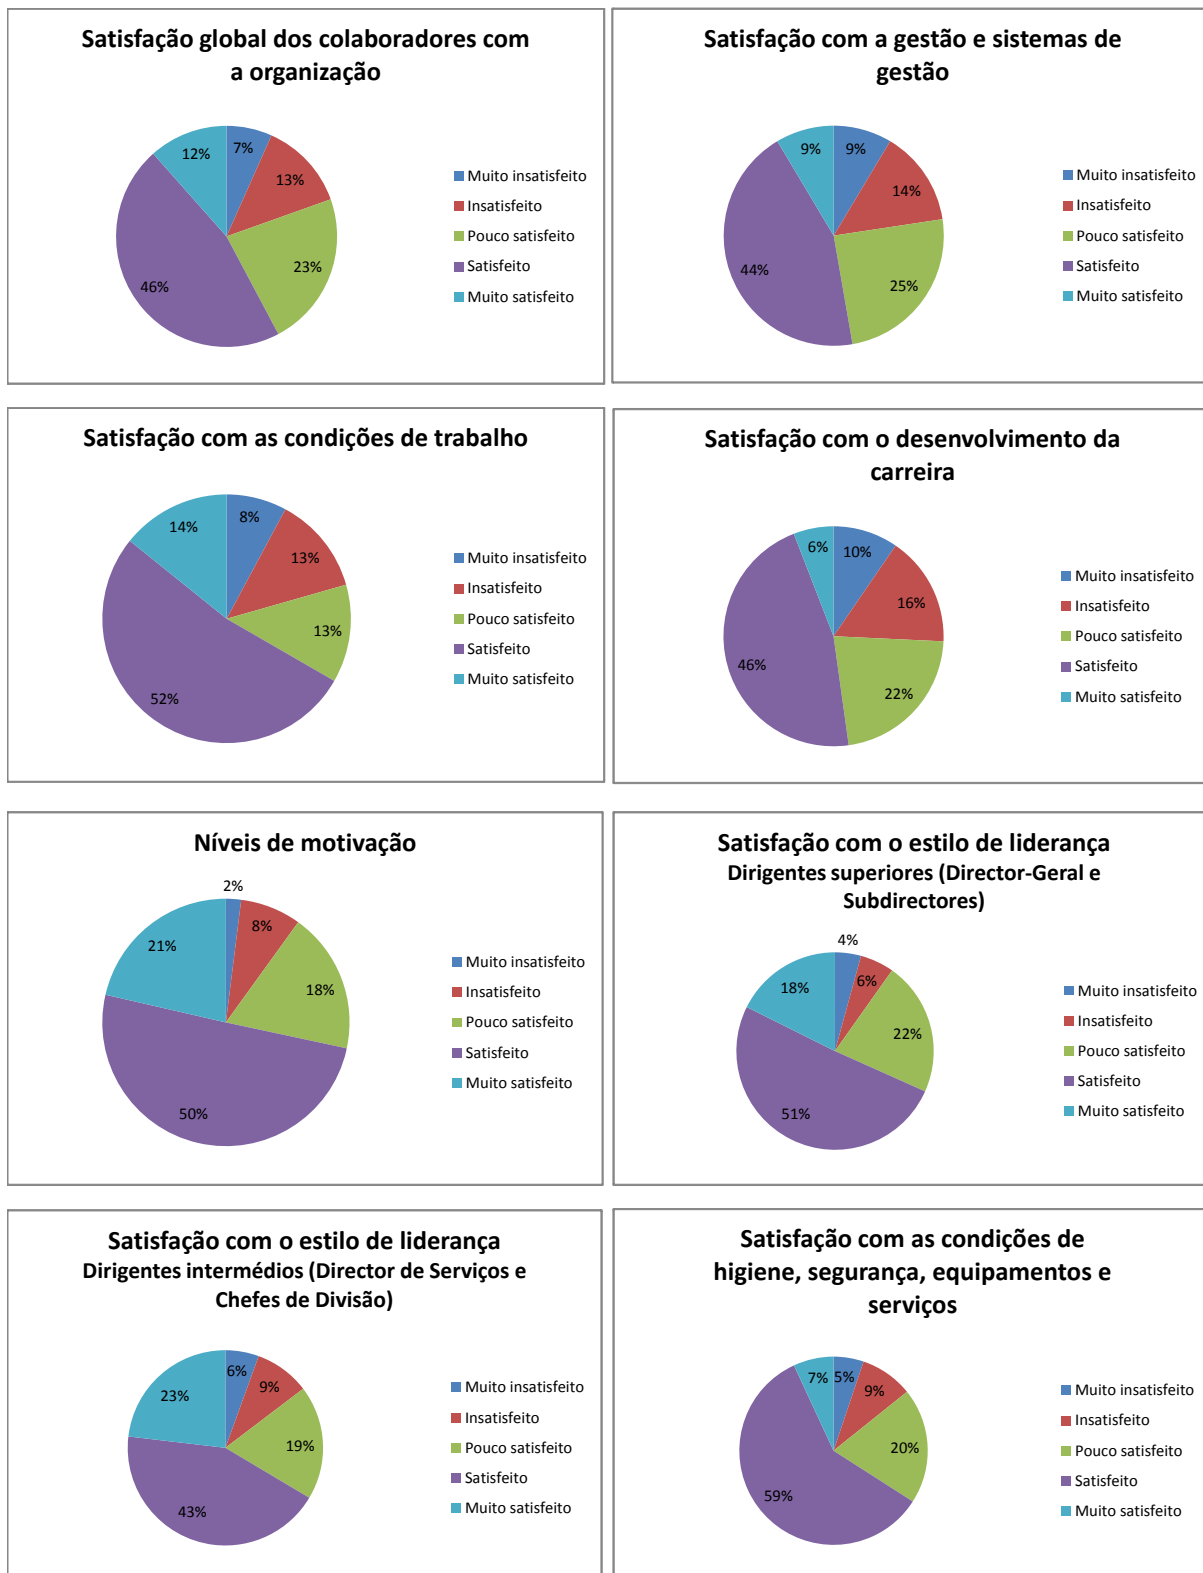 Satisfação global dos colaboradores com
a organização
12%
7%
13%
23%
46%
Muito insatisfeito
Insatisfeito
Pouco satisfeito
Satisfeito
Muito satisfeito
Satisfação com a gestão e sistemas de
gestão
9%
9%
14%
25%
44%
Muito insatisfeito
Insatisfeito
Pouco satisfeito
Satisfeito
Muito satisfeito
Satisfação com as condições de trabalho
14%
8%
13%
13%
52%
Muito insatisfeito
Insatisfeito
Pouco satisfeito
Satisfeito
Muito satisfeito
Satisfação com o desenvolvimento da
carreira
6%
10%
16%
22%
46%
Muito insatisfeito
Insatisfeito
Pouco satisfeito
Satisfeito
Muito satisfeito
Níveis de motivação
2%
8%
21%
18%
50%
Muito insatisfeito
Insatisfeito
Pouco satisfeito
Satisfeito
Muito satisfeito
Satisfação com o estilo de liderança
Dirigentes superiores (Director-Geral e
Subdirectores)
4%
6%
18%
22%
51%
Muito insatisfeito
Insatisfeito
Pouco satisfeito
Satisfeito
Muito satisfeito
Satisfação com o estilo de liderança
Dirigentes intermédios (Director de Serviços e
Chefes de Divisão)
6%
9%
23%
19%
43%
Muito insatisfeito
Insatisfeito
Pouco satisfeito
Satisfeito
Muito satisfeito
Satisfação com as condições de
higiene, segurança, equipamentos e
serviços
7%
5%
9%
20%
59%
Muito insatisfeito
Insatisfeito
Pouco satisfeito
Satisfeito
Muito satisfeito